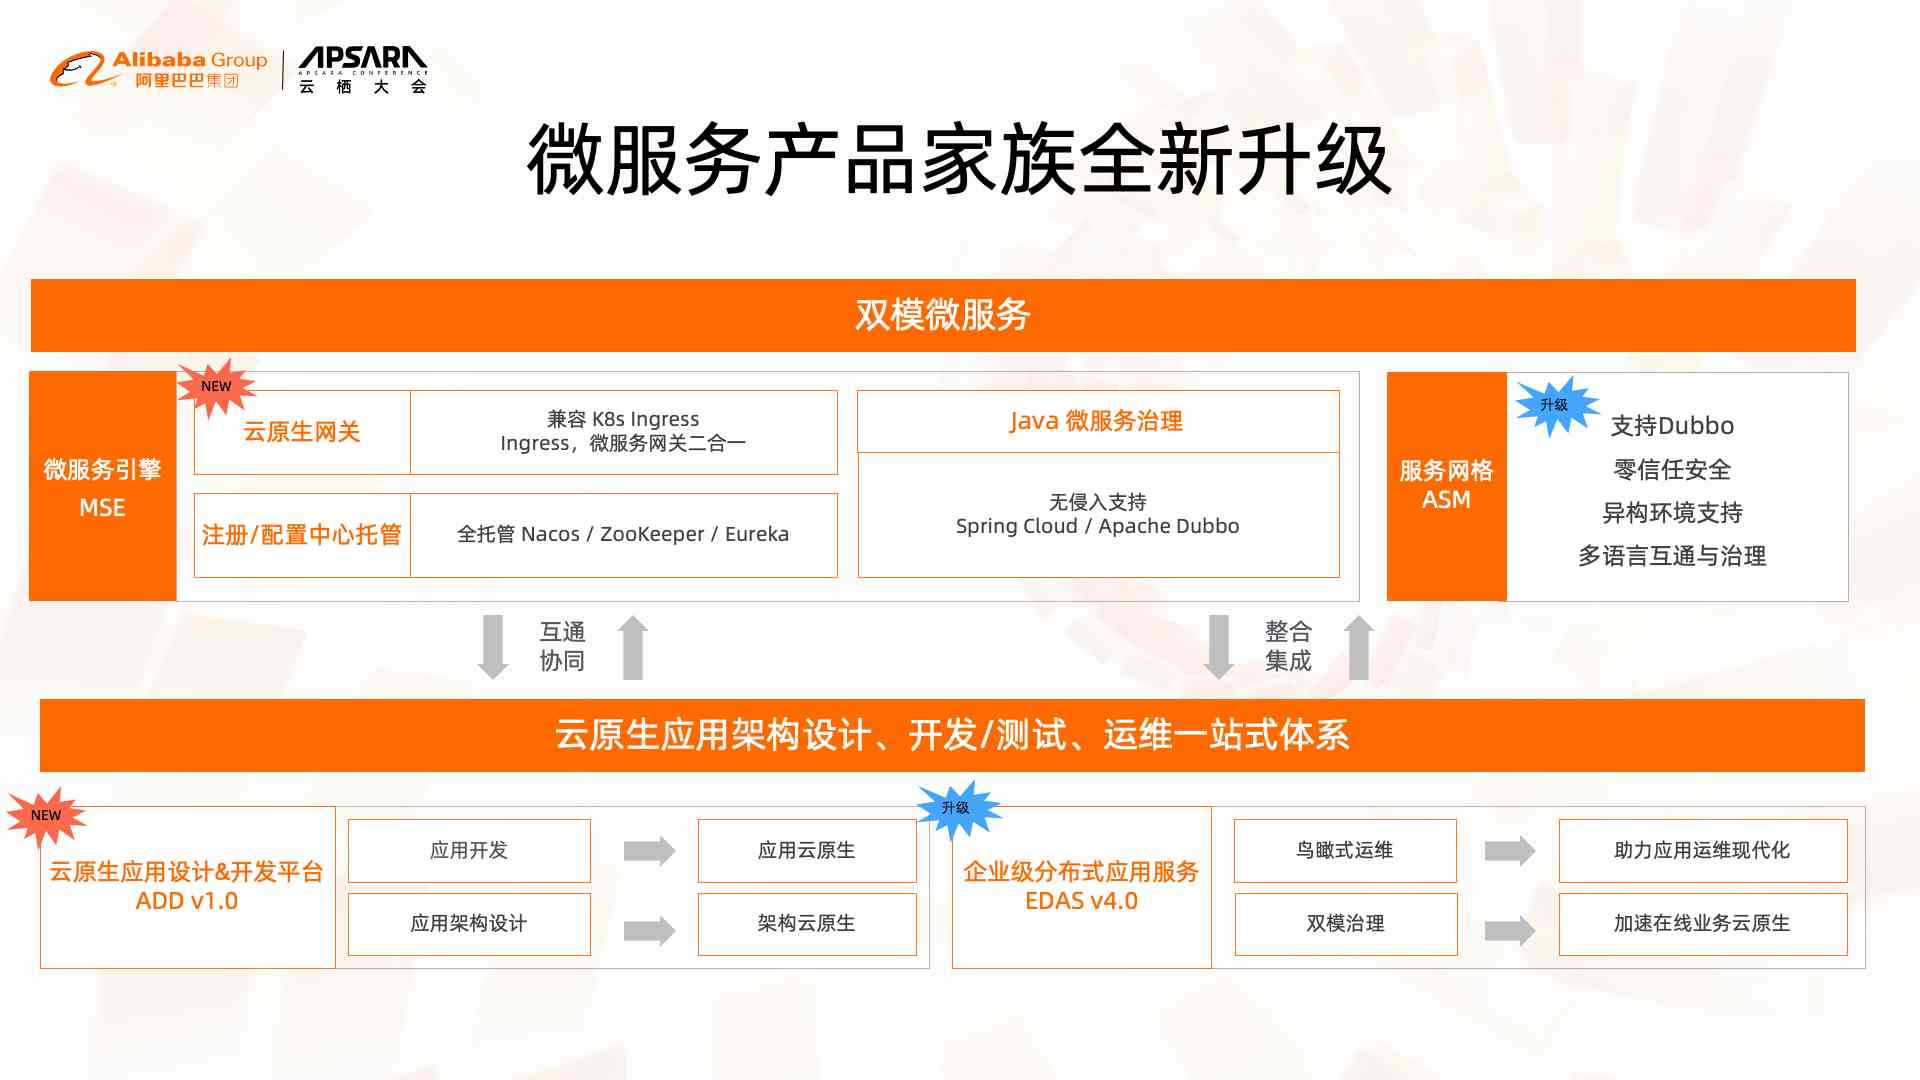 Alibaba Group
阿里巴巴集团
APSARA
APSARA CONFERENCE
云栖大会
微服务产品家族全新升级
双模微服务
微服务引擎
MSE
NEW
云原生网关
兼容 K8s Ingress
Ingress，微服务网关二合一
注册/配置中心托管
全托管 Nacos / ZooKeeper / Eureka
Java 微服务治理
无侵入支持
Spring Cloud / Apache Dubbo
服务网格
ASM
升级
支持Dubbo
零信任安全
异构环境支持
多语言互通与治理
互通
协同
整合
集成
云原生应用架构设计、开发/测试、运维一站式体系
NEW
云原生应用设计&开发平台
ADD v1.0
应用开发
应用云原生
应用架构设计
架构云原生
升级
企业级分布式应用服务
EDAS v4.0
鸟瞰式运维
助力应用运维现代化
双模治理
加速在线业务云原生